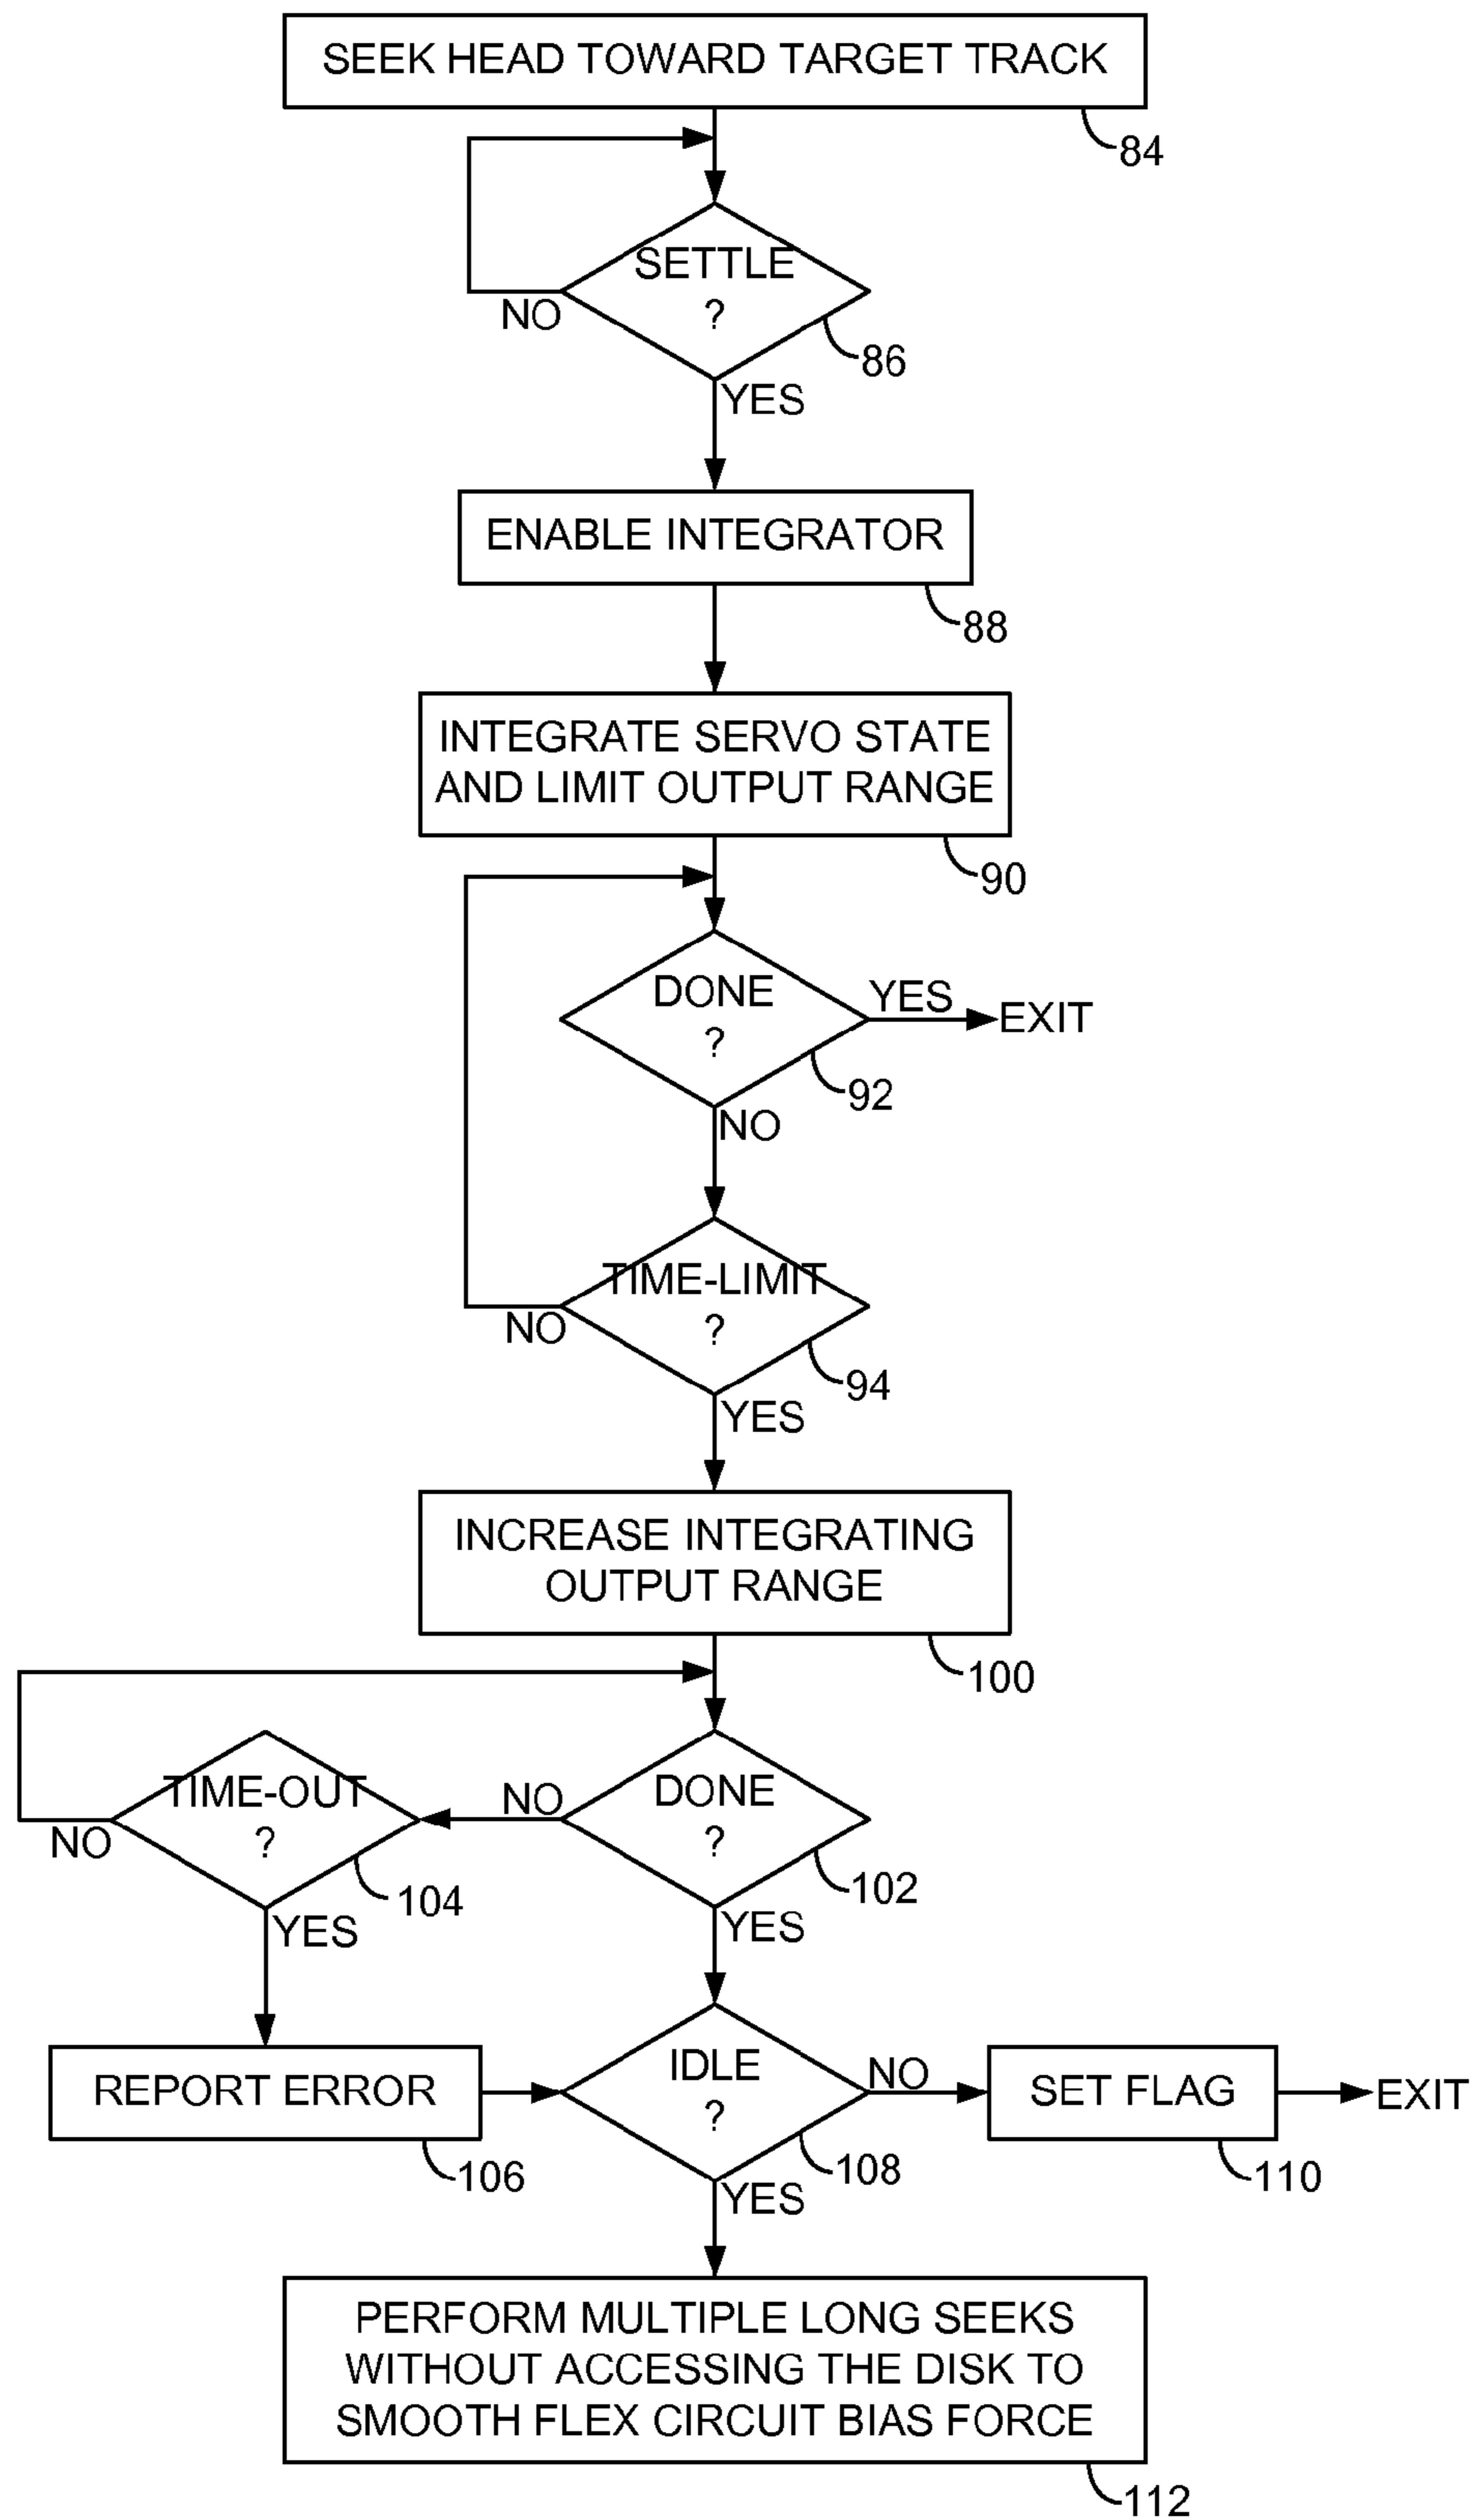 SEEK HEAD TOWARD TARGET TRACK
84
SETTLE
?
NO
86
YES
ENABLE INTEGRATOR
88
INTEGRATE SERVO STATE
AND LIMIT OUTPUT RANGE
90
DONE
?
YES
EXIT
92
NO
TIME-LIMIT
?
NO
94
YES
INCREASE INTEGRATING
OUTPUT RANGE
100
TIME-OUT
?
NO
DONE
?
NO
104
102
YES
YES
REPORT ERROR
IDLE
?
NO
SET FLAG
EXIT
106
108
110
YES
PERFORM MULTIPLE LONG SEEKS
WITHOUT ACCESSING THE DISK TO
SMOOTH FLEX CIRCUIT BIAS FORCE
112